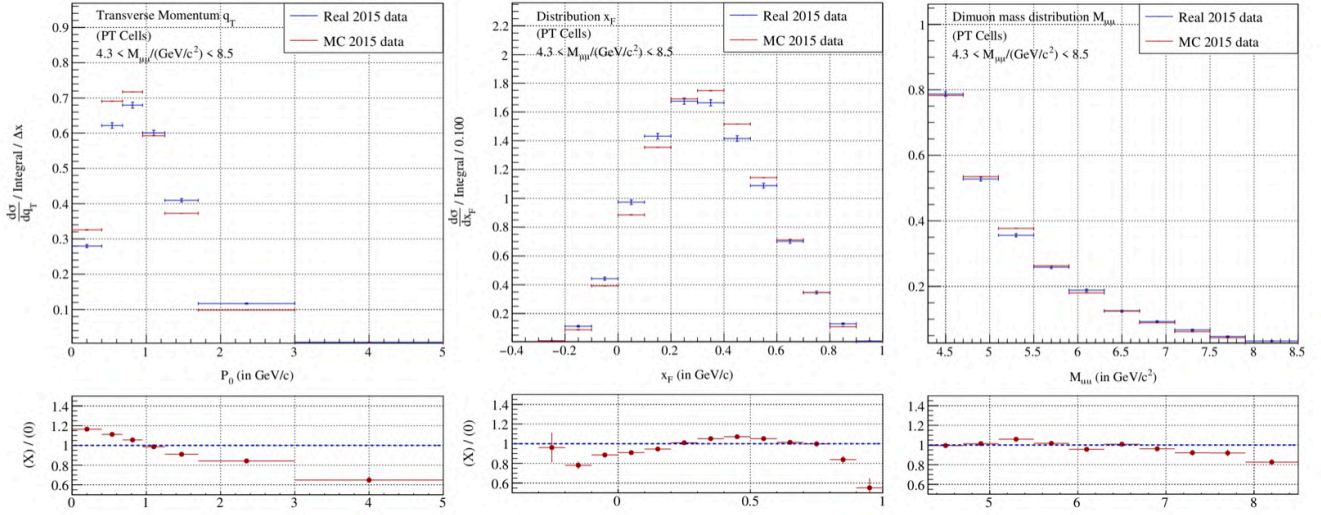 Transverse Momentum q_T
(PT Cells)
4.3 < M_μμ/(GeV/c²) < 8.5
Real 2015 data
MC 2015 data
dσ/dq_T / Integral / Δx
0.9
0.8
0.7
0.6
0.5
0.4
0.3
0.2
0.1
0 1 2 3 4 5
P_0 (in GeV/c)
(X) / (0)
1.4
1.2
1
0.8
0.6
0 1 2 3 4 5
Distribution x_F
(PT Cells)
4.3 < M_μμ/(GeV/c²) < 8.5
Real 2015 data
MC 2015 data
dσ/dx_F / Integral / 0.100
2.2
2
1.8
1.6
1.4
1.2
1
0.8
0.6
0.4
0.2
−0.4 −0.2 0 0.2 0.4 0.6 0.8 1
x_F (in GeV/c)
(X) / (0)
1.4
1.2
1
0.8
0.6
0 0.5 1
Dimuon mass distribution M_μμ
(PT Cells)
4.3 < M_μμ/(GeV/c²) < 8.5
Real 2015 data
MC 2015 data
1
0.8
0.6
0.4
0.2
4.5 5 5.5 6 6.5 7 7.5 8 8.5
M_μμ (in GeV/c²)
(X) / (0)
1.4
1.2
1
0.8
0.6
5 6 7 8